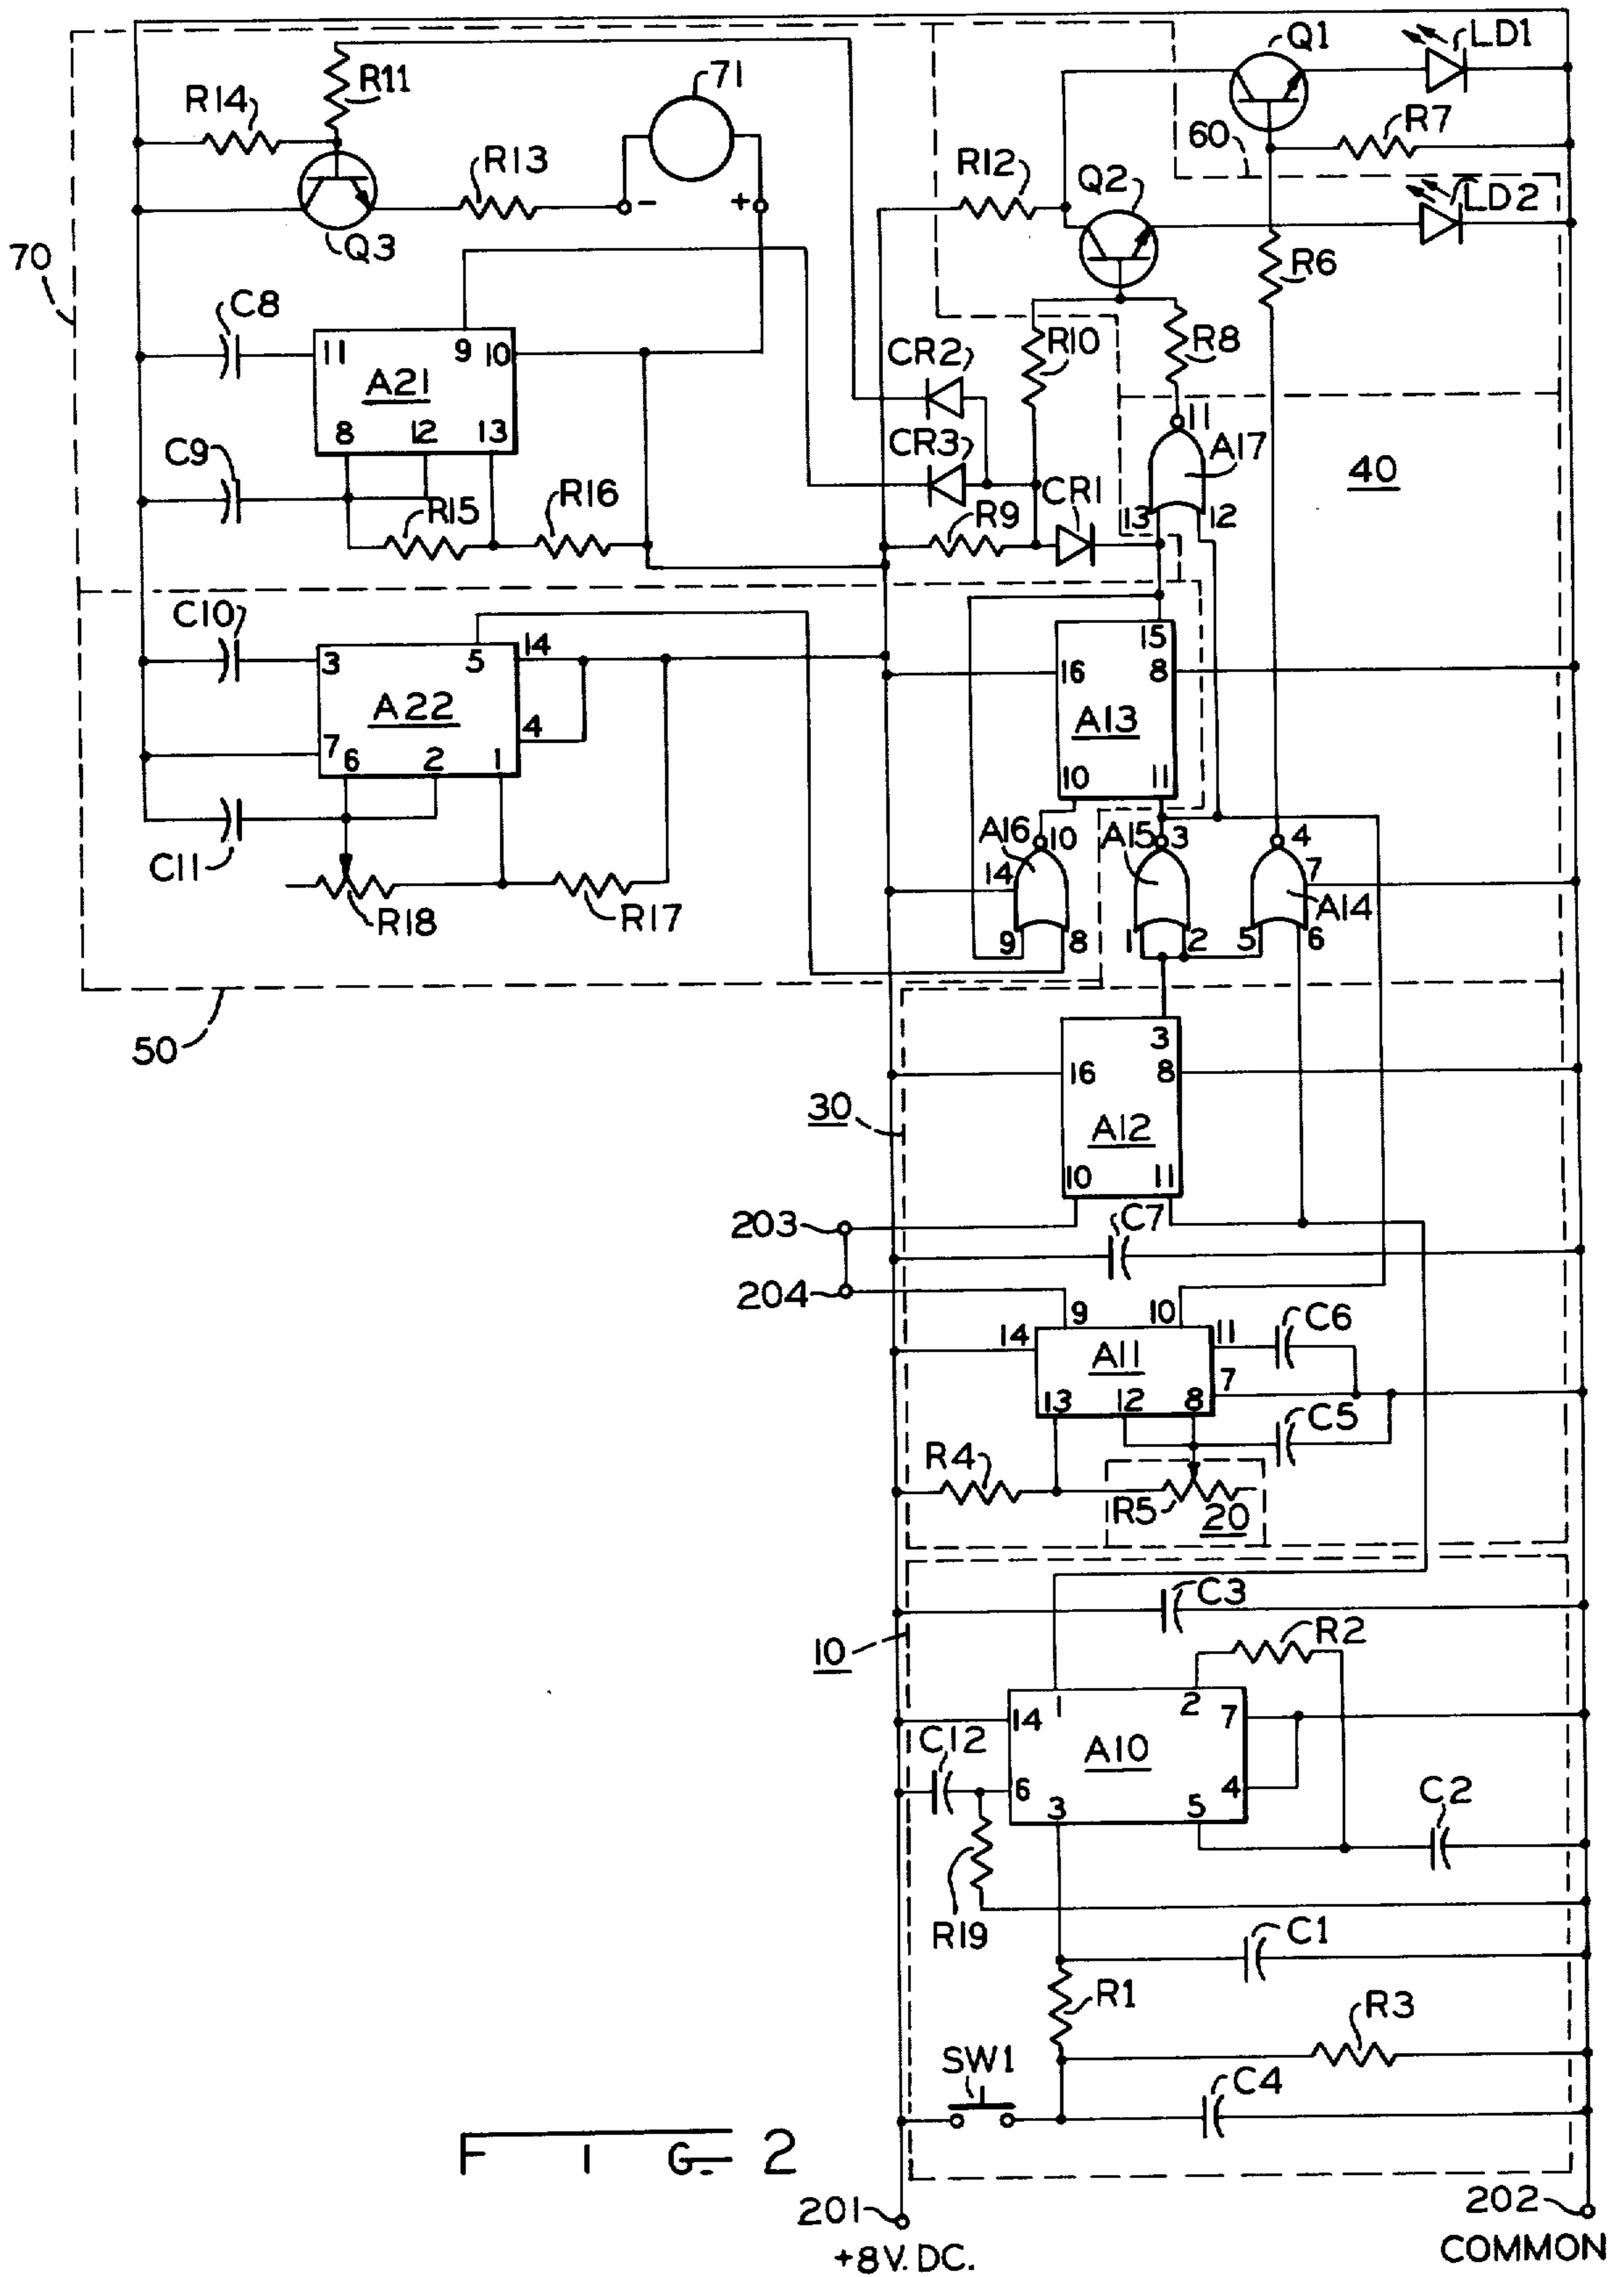 Q1
LD1
R14
R11
71
R7
60
R12
R13
Q2
- +
LD2
Q3
70
R6
C8
11 9 10
R10
R8
CR2
A21
8 12 13
11
C9
CR3
A17
40
R15
R16
CR1
R9
13 12
C10
3 5 14
15
16 8
A22
A13
7 6 2 1 4
10 11
C11
A16
10
A15
3
4
14
7
R18
R17
A14
9 8
1 2
5 6
50
3
16 8
30
A12
10 11
203
C7
204
9 10
C6
14
11
A11
7
13 12 8
C5
R4
R5
20
C3
10
R2
14 1 2 7
C12
A10
6 3 5 4
C2
R19
C1
R1
R3
SW1
C4
FIG_ 2
201
202
+8V.DC.
COMMON